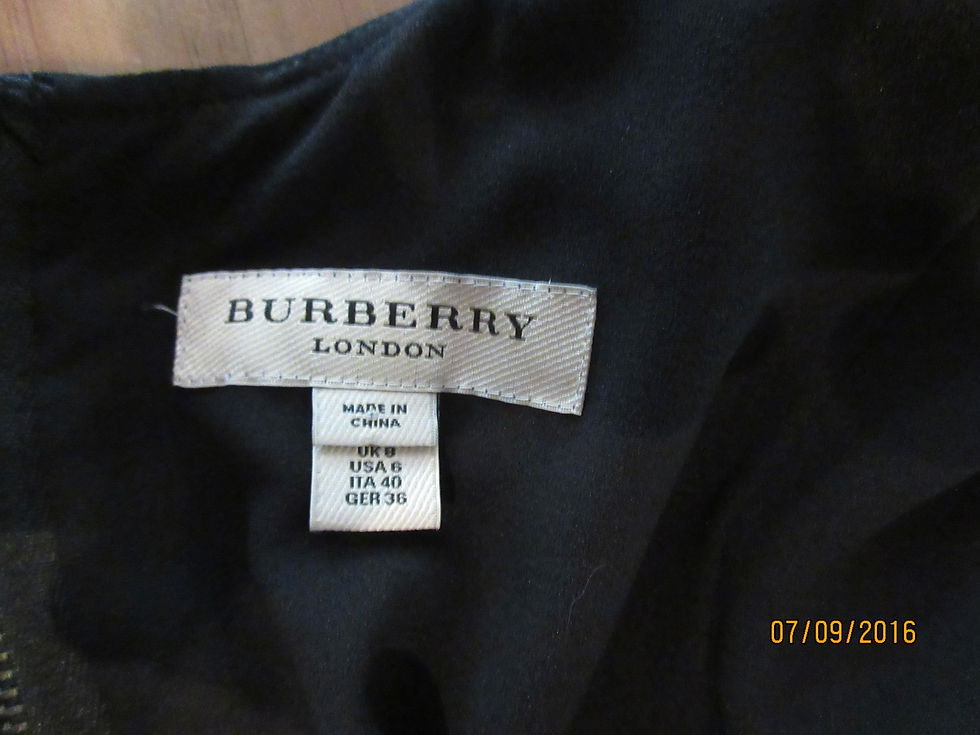 BURBERRY
LONDON
MADE IN
CHINA
UK 8
USA 6
ITA 40
GER 36
07/09/2016